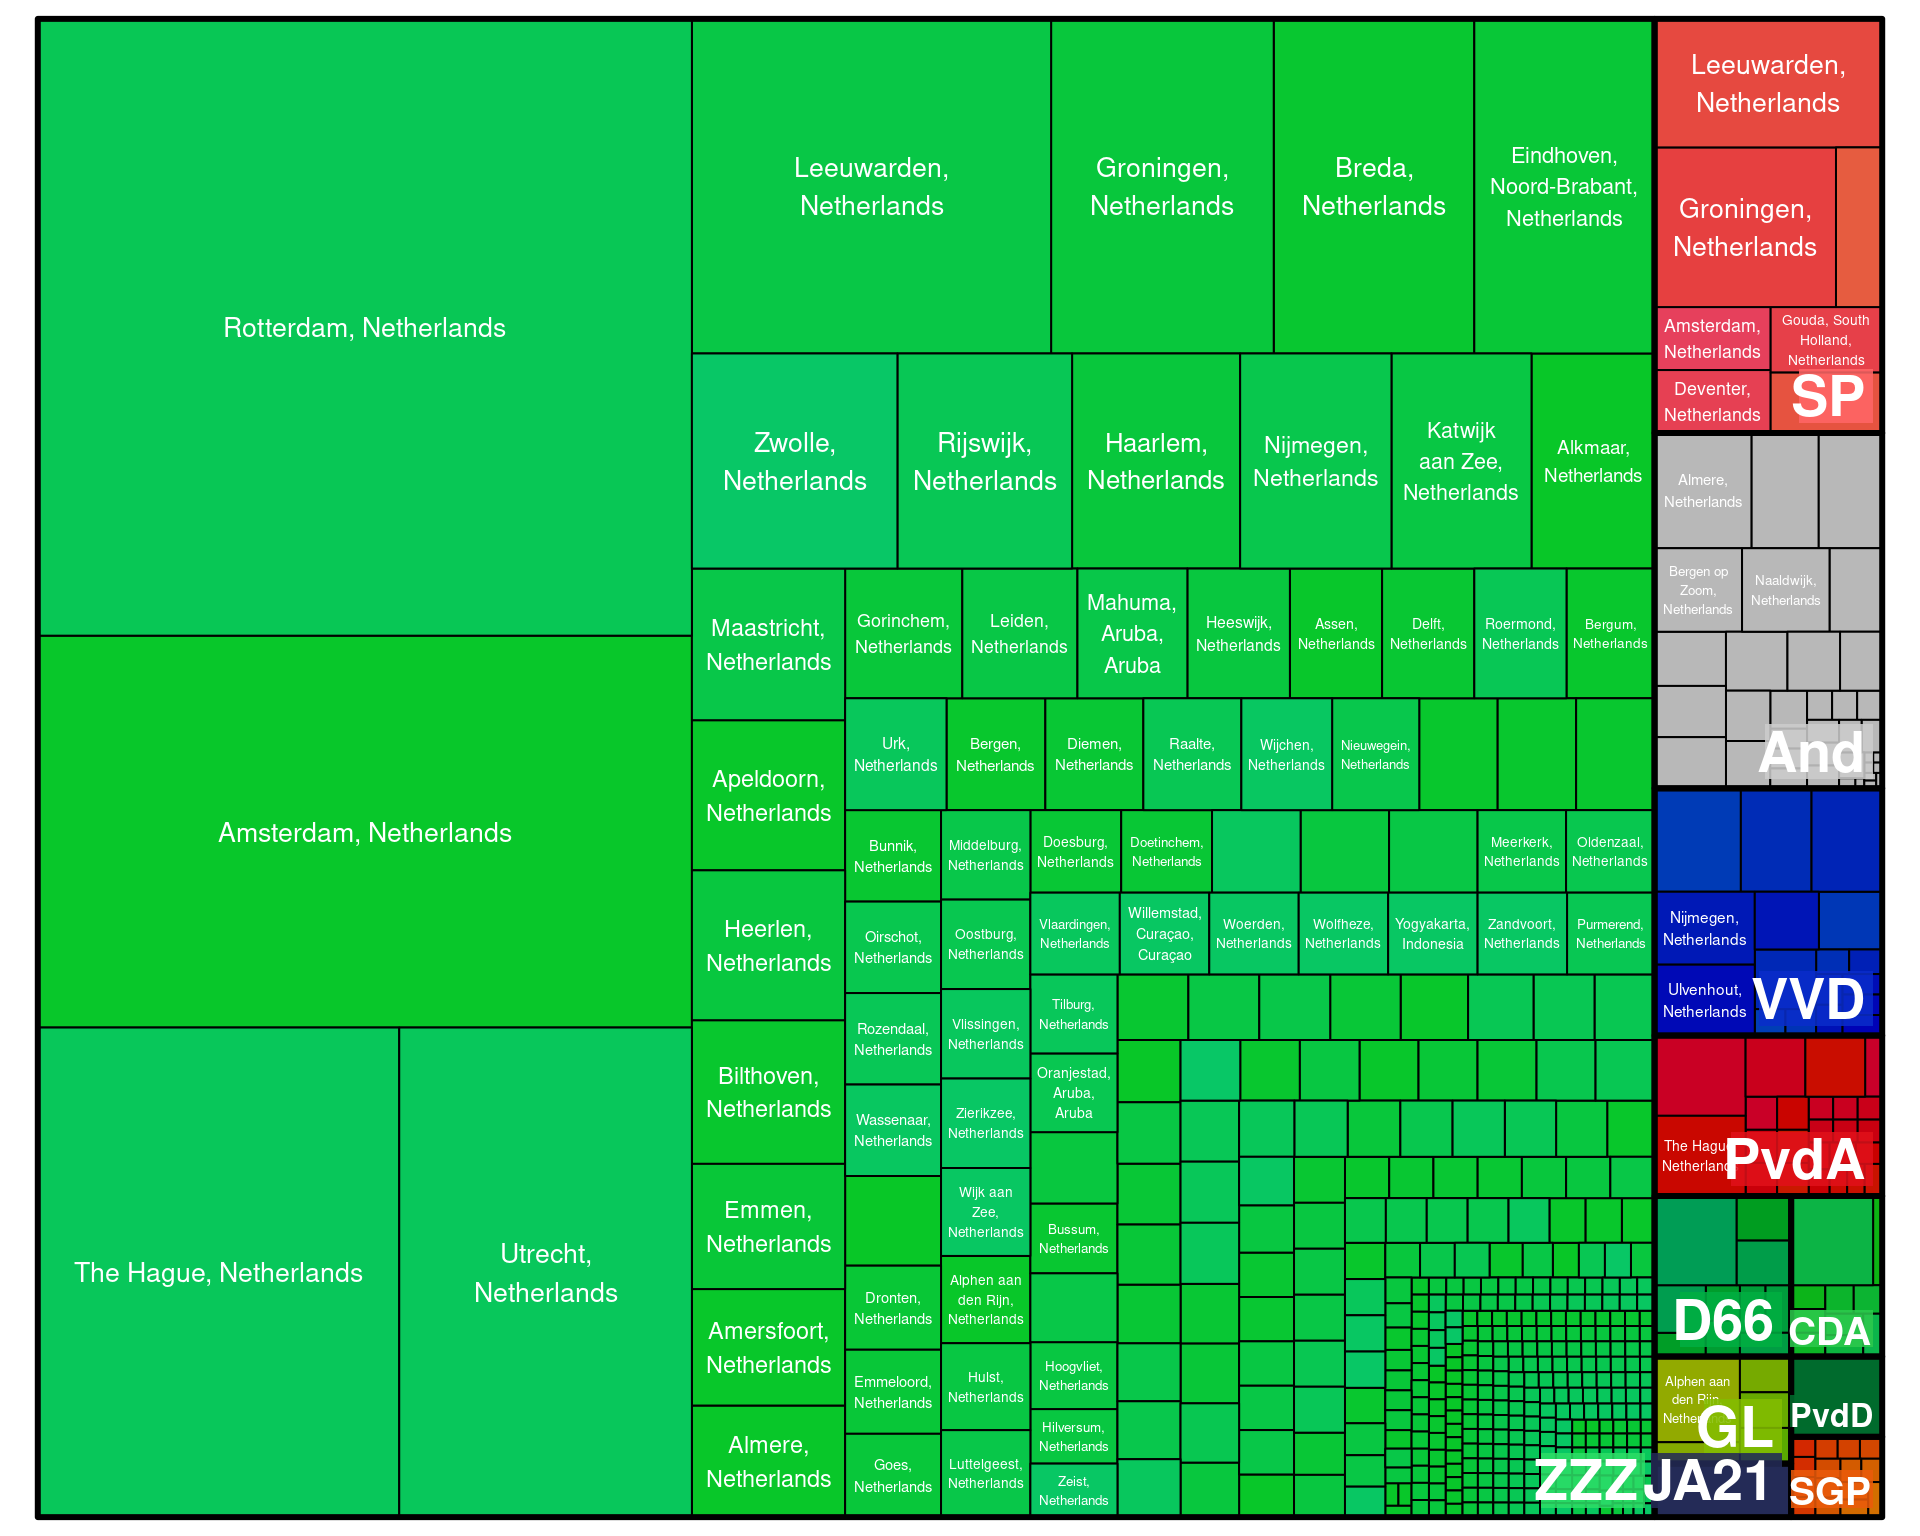 Rotterdam, Netherlands
Amsterdam, Netherlands
The Hague, Netherlands
Utrecht,
Netherlands
Leeuwarden,
Netherlands
Groningen,
Netherlands
Breda,
Netherlands
Eindhoven,
Noord-Brabant,
Netherlands
Zwolle,
Netherlands
Rijswijk,
Netherlands
Haarlem,
Netherlands
Nijmegen,
Netherlands
Katwijk
aan Zee,
Netherlands
Alkmaar,
Netherlands
Maastricht,
Netherlands
Apeldoorn,
Netherlands
Heerlen,
Netherlands
Bilthoven,
Netherlands
Emmen,
Netherlands
Amersfoort,
Netherlands
Almere,
Netherlands
Gorinchem,
Netherlands
Leiden,
Netherlands
Mahuma,
Aruba,
Aruba
Heeswijk,
Netherlands
Assen,
Netherlands
Delft,
Netherlands
Roermond,
Netherlands
Bergum,
Netherlands
Urk,
Netherlands
Bergen,
Netherlands
Diemen,
Netherlands
Raalte,
Netherlands
Wijchen,
Netherlands
Nieuwegein,
Netherlands
Bunnik,
Netherlands
Oirschot,
Netherlands
Rozendaal,
Netherlands
Wassenaar,
Netherlands
Dronten,
Netherlands
Emmeloord,
Netherlands
Goes,
Netherlands
Middelburg,
Netherlands
Oostburg,
Netherlands
Vlissingen,
Netherlands
Zierikzee,
Netherlands
Wijk aan
Zee,
Netherlands
Alphen aan
den Rijn,
Netherlands
Hulst,
Netherlands
Luttelgeest,
Netherlands
Doesburg,
Netherlands
Doetinchem,
Netherlands
Meerkerk,
Netherlands
Oldenzaal,
Netherlands
Vlaardingen,
Netherlands
Willemstad,
Curaçao,
Curaçao
Woerden,
Netherlands
Wolfheze,
Netherlands
Yogyakarta,
Indonesia
Zandvoort,
Netherlands
Purmerend,
Netherlands
Tilburg,
Netherlands
Oranjestad,
Aruba,
Aruba
Bussum,
Netherlands
Hoogvliet,
Netherlands
Hilversum,
Netherlands
Zeist,
Netherlands
ZZZ
Leeuwarden,
Netherlands
Groningen,
Netherlands
Amsterdam,
Netherlands
Gouda, South
Holland,
Netherlands
Deventer,
Netherlands
SP
Almere,
Netherlands
Bergen op
Zoom,
Netherlands
Naaldwijk,
Netherlands
And
Nijmegen,
Netherlands
Ulvenhout,
Netherlands
VVD
The Hague,
Netherlands
PvdA
D66
CDA
Alphen aan
den Rijn,
Netherlands
GL
PvdD
JA21
SGP